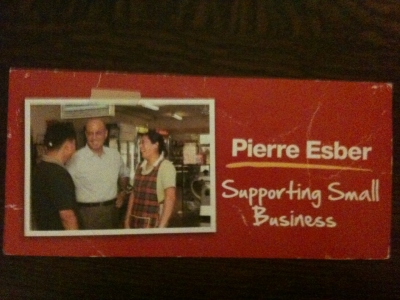 Pierre Esber
Supporting Small
Business